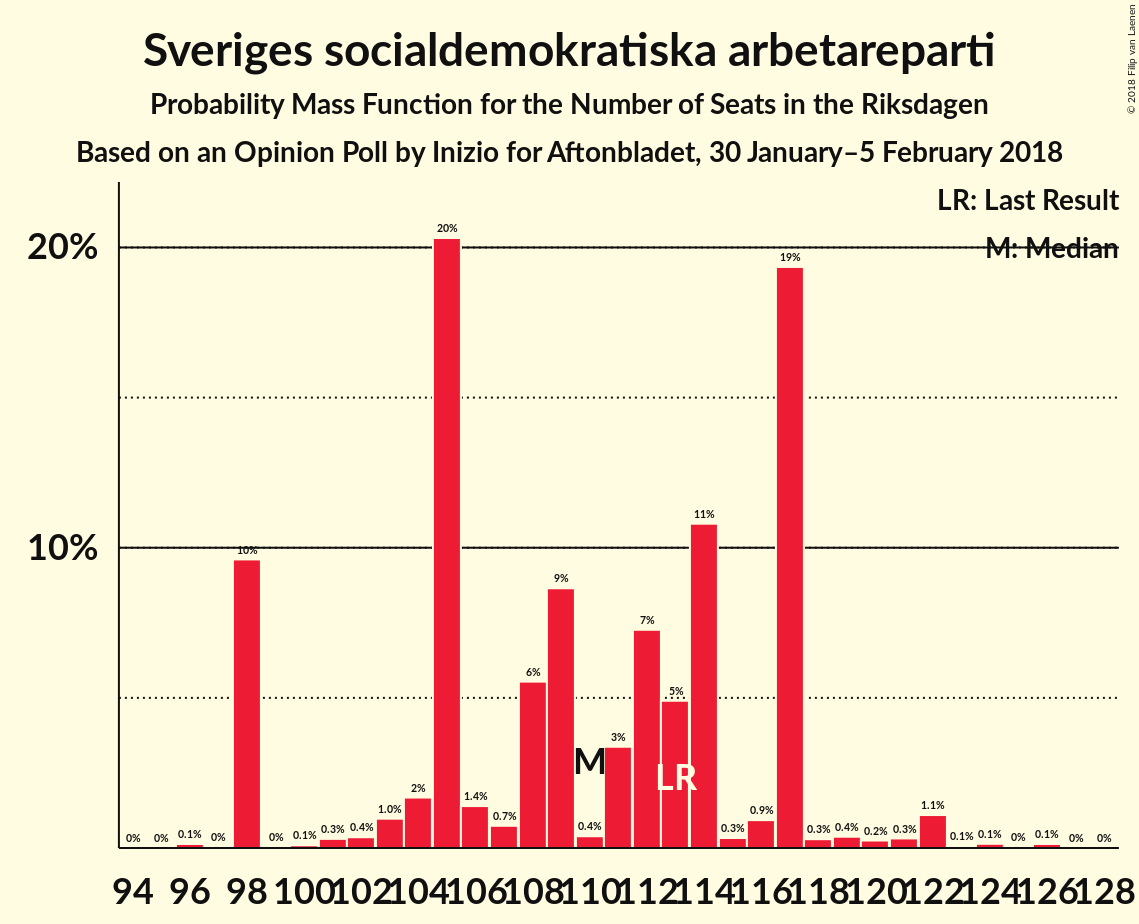 Sveriges socialdemokratiska arbetareparti
Probability Mass Function for the Number of Seats in the Riksdagen
Based on an Opinion Poll by Inizio for Aftonbladet, 30 January–5 February 2018
© 2018 Filip van Laenen
LR: Last Result
M: Median
20%
10%
0% 0% 0.1% 0% 10% 0% 0.1% 0.3% 0.4% 1.0% 2% 20% 1.4% 0.7% 6% 9% 0.4% 3% 7% 5% 11% 0.3% 0.9% 19% 0.3% 0.4% 0.2% 0.3% 1.1% 0.1% 0.1% 0% 0.1% 0% 0%
M
LR
94 96 98 100 102 104 106 108 110 112 114 116 118 120 122 124 126 128